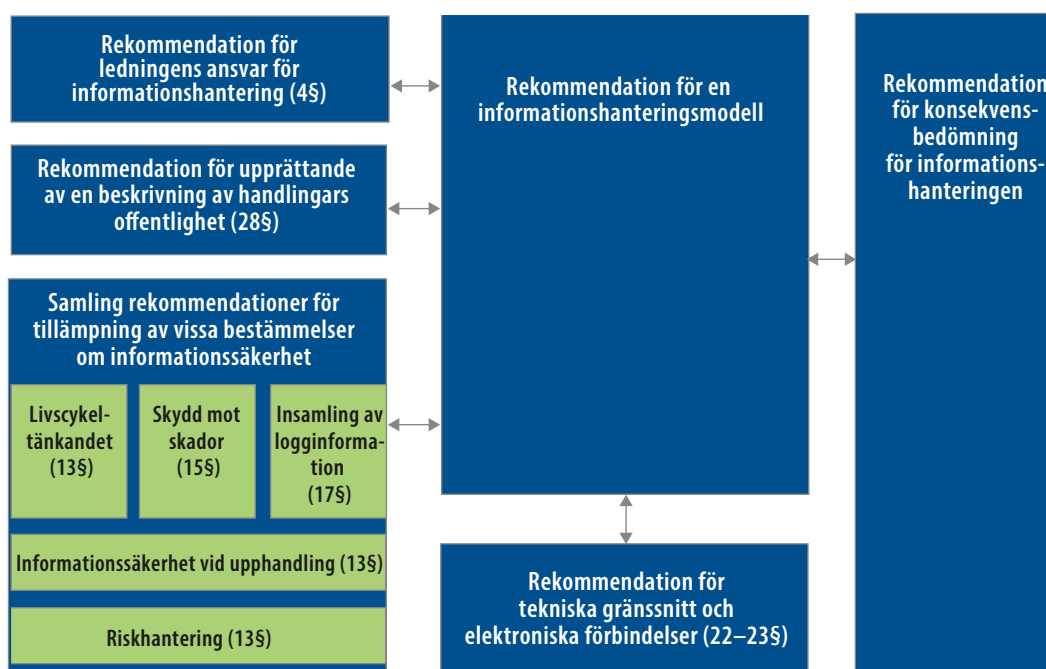 Rekommendation för
ledningens ansvar för
informationshantering (4§)
Rekommendation för upprättande
av en beskrivning av handlingars
offentlighet (28§)
Samling rekommendationer för
tillämpning av vissa bestämmelser
om informationssäkerhet
Livscykel-
tänkandet
(13§)
Skydd mot
skador
(15§)
Insamling av
logginforma-
tion
(17§)
Informationssäkerhet vid upphandling (13§)
Riskhantering (13§)
Rekommendation för en
informationshanteringsmodell
Rekommendation för
tekniska gränssnitt och
elektroniska förbindelser (22–23§)
Rekommendation
för konsekvens-
bedömning
för informations-
hanteringen